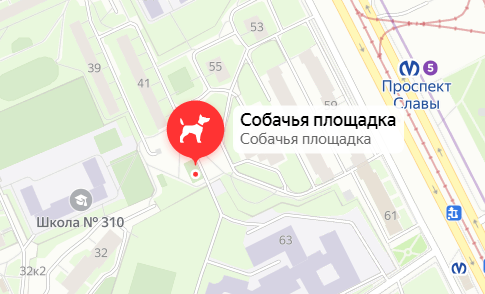 53
55
39
41
59
5
Проспект
Славы
Собачья площадка
Собачья площадка
Школа № 310
61
63
32
32к2